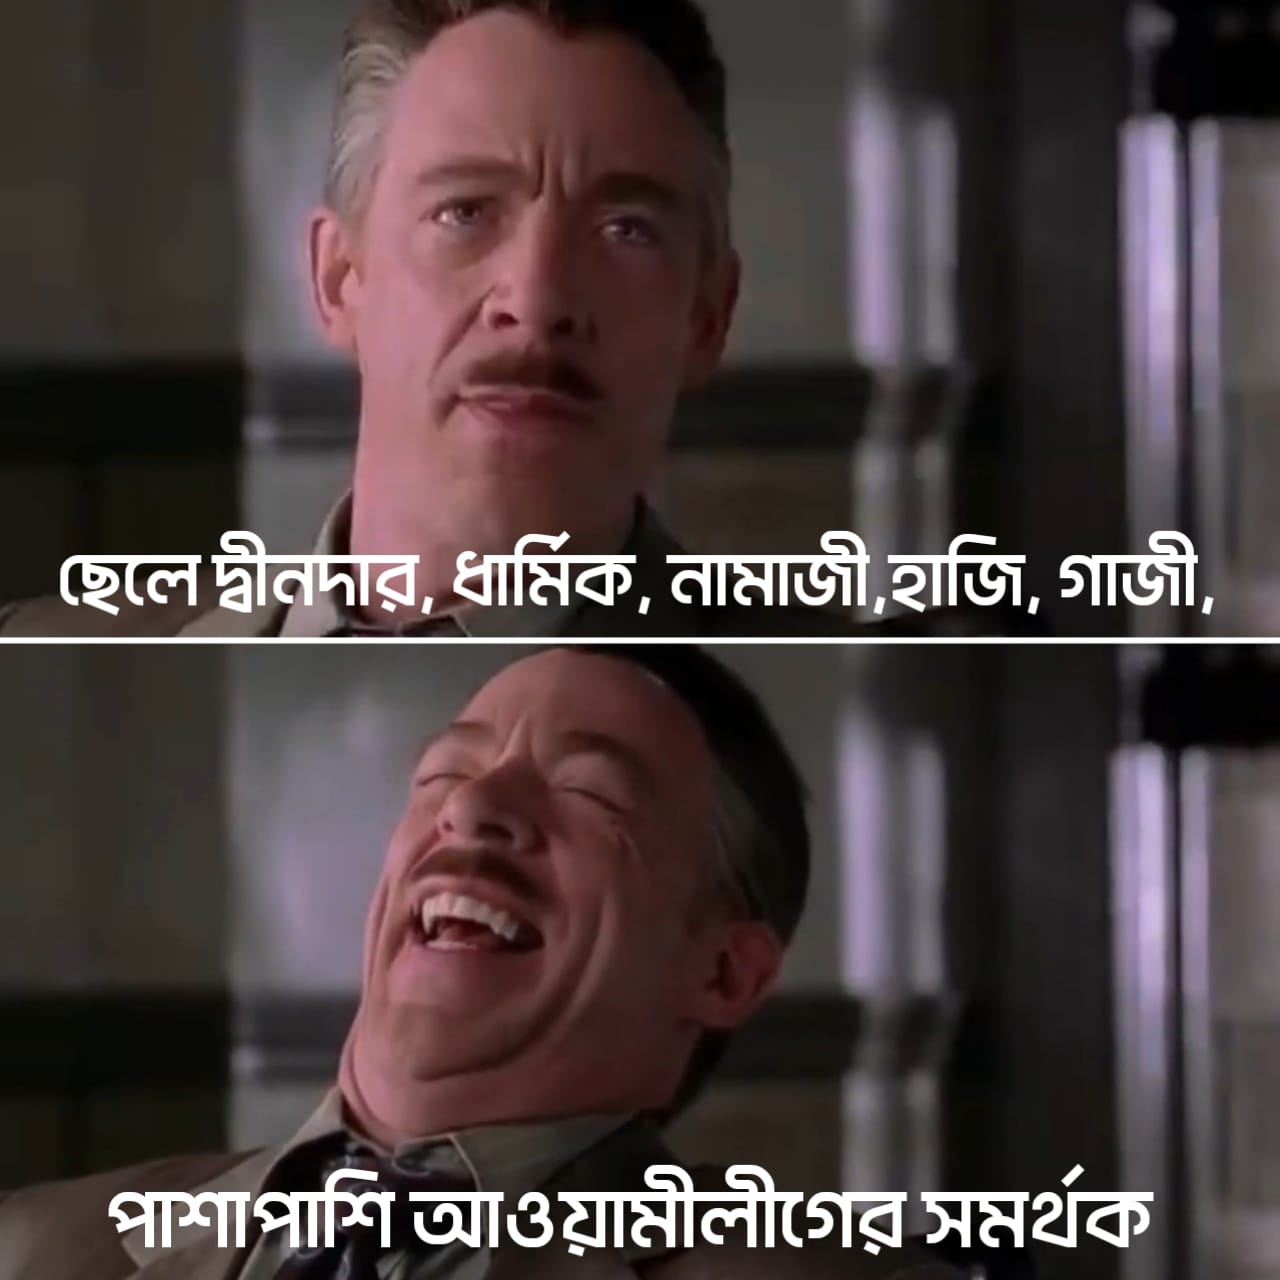 ছেলে দ্বীনদার, ধার্মিক, নামাজী,হাজি, গাজী,
পাশাপাশি আওয়ামীলীগের সমর্থক